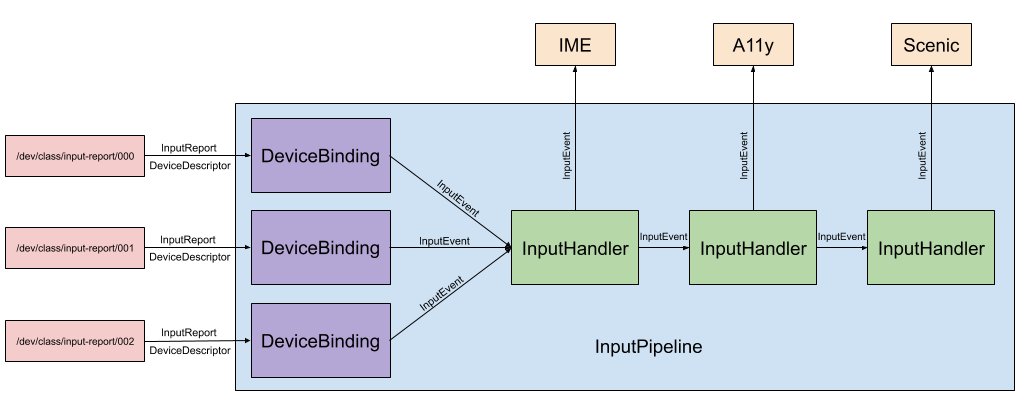 IME
A11y
Scenic
/dev/class/input-report/000
InputReport
DeviceDescriptor
DeviceBinding
InputEvent
InputEvent
InputEvent
InputEvent
/dev/class/input-report/001
InputReport
DeviceDescriptor
DeviceBinding
InputEvent
InputHandler
InputEvent
InputHandler
InputEvent
InputHandler
/dev/class/input-report/002
InputReport
DeviceDescriptor
DeviceBinding
InputEvent
InputPipeline